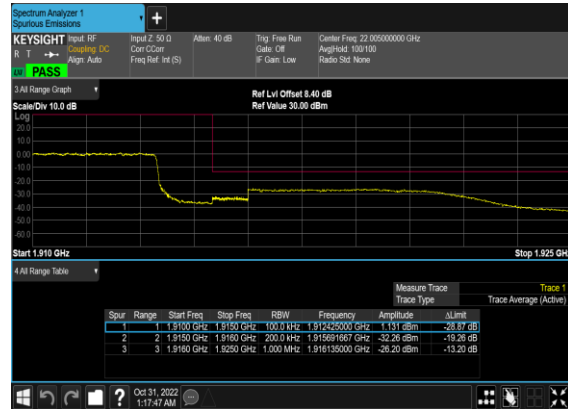 Spectrum Analyzer 1
Spurious Emissions
+
KEYSIGHT Input: RF Input Z: 50 Ω Atten: 40 dB Trig: Free Run Center Freq: 22.005000000 GHz
R T Coupling: DC Corr CCorr Gate: Off Avg|Hold: 100/100
Align: Auto Freq Ref: Int (S) IF Gain: Low Radio Std: None
PASS
3 All Range Graph
Ref Lvl Offset 8.40 dB
Scale/Div 10.0 dB Ref Value 30.00 dBm
Log
20.0
10.0
0.00
-10.0
-20.0
-30.0
-40.0
-50.0
-60.0
Start 1.910 GHz Stop 1.925 GHz
4 All Range Table
Measure Trace Trace 1
Trace Type Trace Average (Active)
Spur Range Start Freq Stop Freq RBW Frequency Amplitude ΔLimit
1 1 1.9100 GHz 1.9150 GHz 100.0 kHz 1.912425000 GHz 1.131 dBm -28.87 dB
2 2 1.9150 GHz 1.9160 GHz 200.0 kHz 1.915691667 GHz -32.26 dBm -19.26 dB
3 3 1.9160 GHz 1.9250 GHz 1.000 MHz 1.916135000 GHz -26.20 dBm -13.20 dB
? Oct 31, 2022
1:17:47 AM